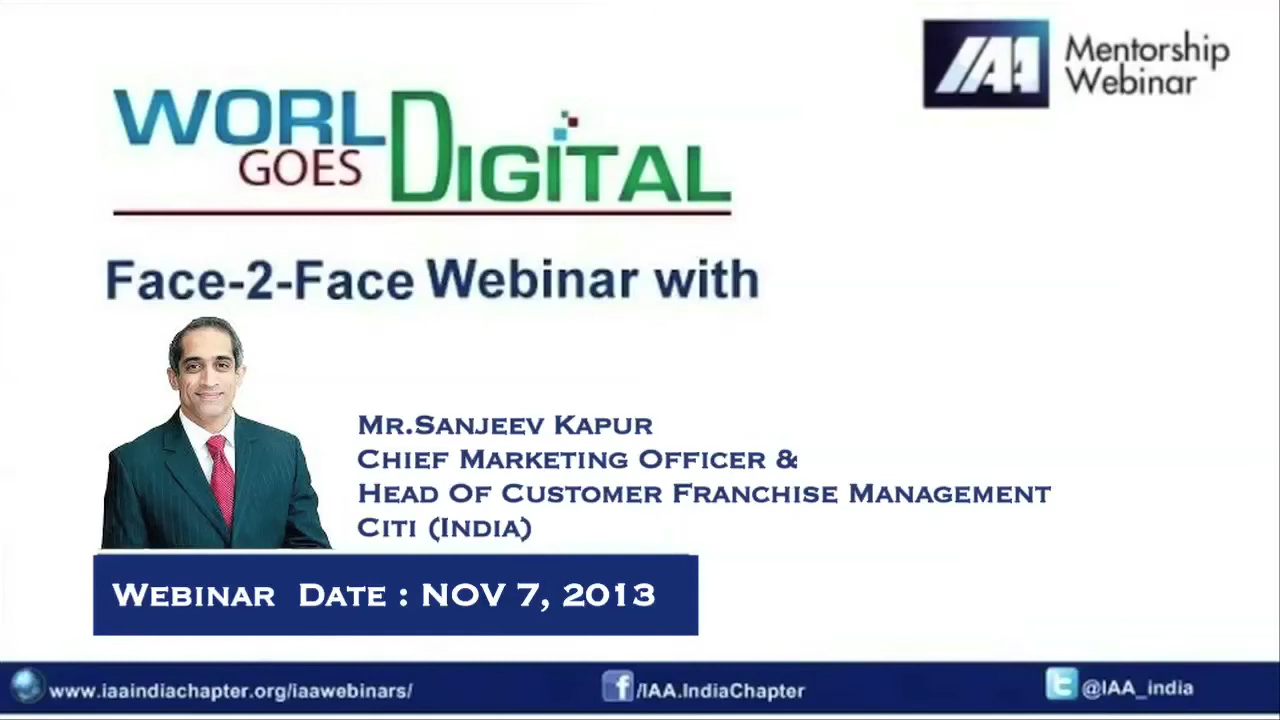 IAA Mentorship
Webinar
WORLD
GOES DIGITAL
Face-2-Face Webinar with
Mr.Sanjeev Kapur
Chief Marketing Officer &
Head Of Customer Franchise Management
Citi (India)
Webinar Date : NOV 7, 2013
www.iaaindiachapter.org/iaawebinars/
f/IAA.IndiaChapter
t@IAA_india